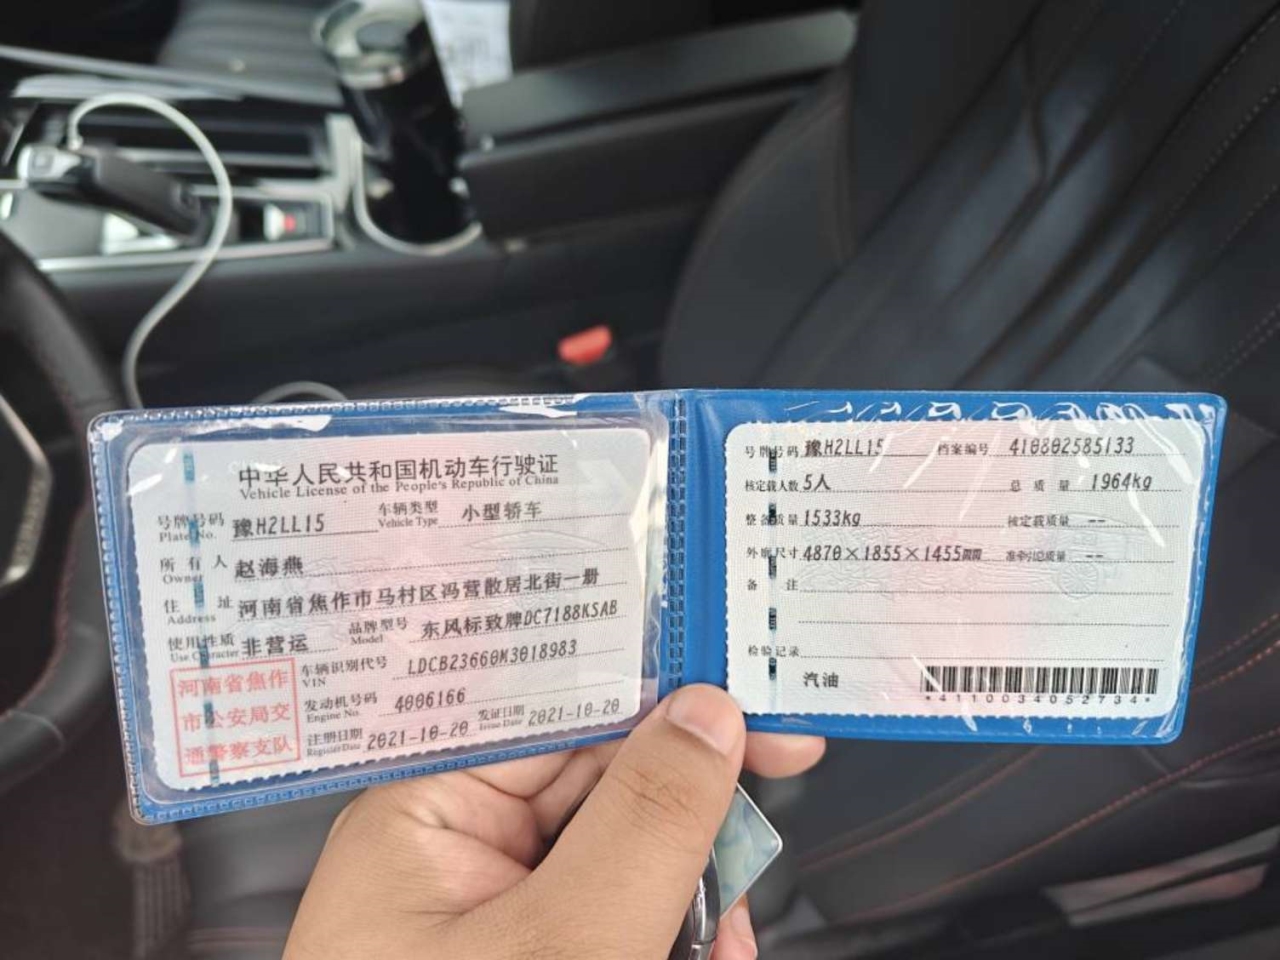 中华人民共和国机动车行驶证
Vehicle License of the People's Republic of China
号牌号码 豫H2LL15 车辆类型 小型轿车
Plate No. Vehicle Type
所有人 赵海燕
Owner
住址 河南省焦作市马村区冯营散居北街一册
Address
使用性质 非营运 品牌型号 东风标致牌DC7188KSAB
Use Character Model
车辆识别代号 LDCB23660M3018983
VIN
发动机号码 4006166
Engine No.
注册日期 2021-10-20 发证日期 2021-10-20
Register Date Issue Date
河南省焦作
市公安局交
通警察支队
号牌号码 豫H2LL15 档案编号 410802585133
核定载人数 5人 总质量 1964kg
整备质量 1533kg 核定载质量 --
外廓尺寸 4870×1855×1455mm 准牵引总质量 --
备注
检验记录
汽油
*4110034052734*